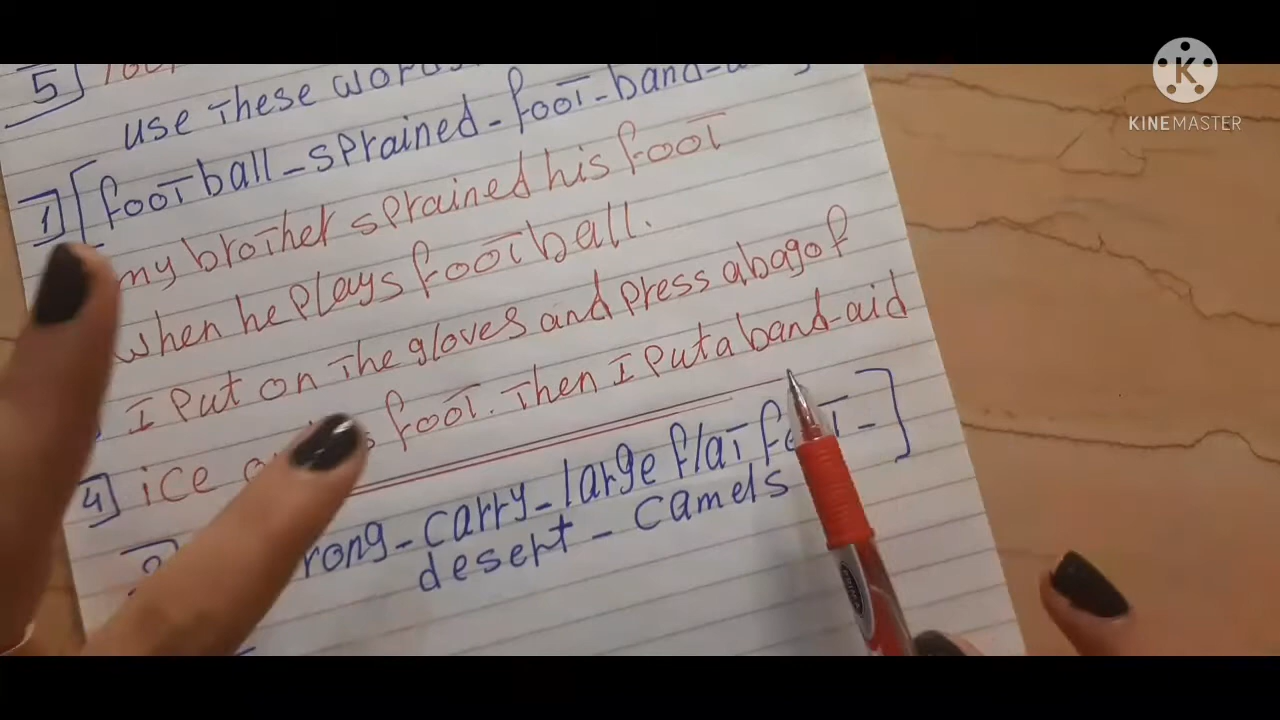 5]
use these words
1] [football - sprained - foot - band-
my brother sprained his foot
when he plays football.
I put on the gloves and press a bag of
4] ice foot. Then I put a band-aid
carry - large flat feet - ]
desert - camels
KINEMASTER